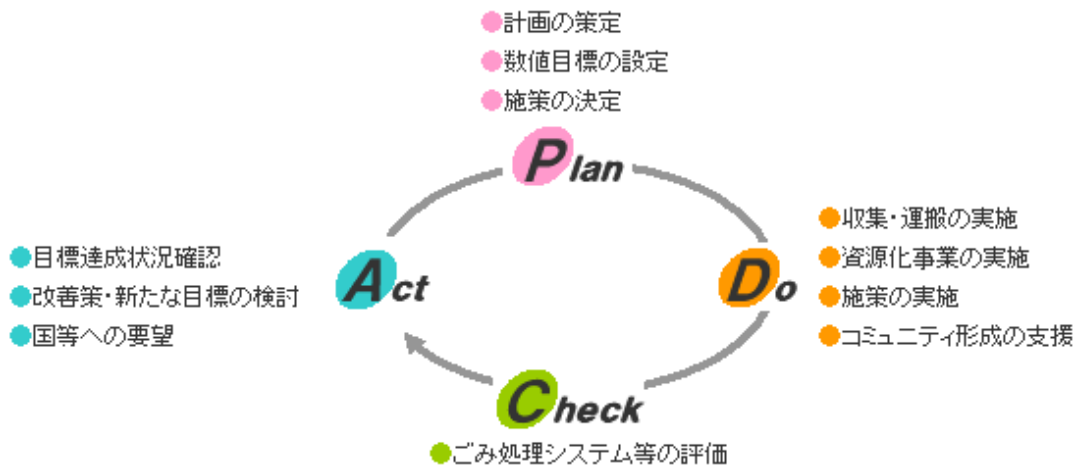 ●計画の策定
●数値目標の設定
●施策の決定
Plan
●収集・運搬の実施
●資源化事業の実施
●施策の実施
●コミュニティ形成の支援
Do
●目標達成状況確認
●改善策・新たな目標の検討
●国等への要望
Act
Check
●ごみ処理システム等の評価